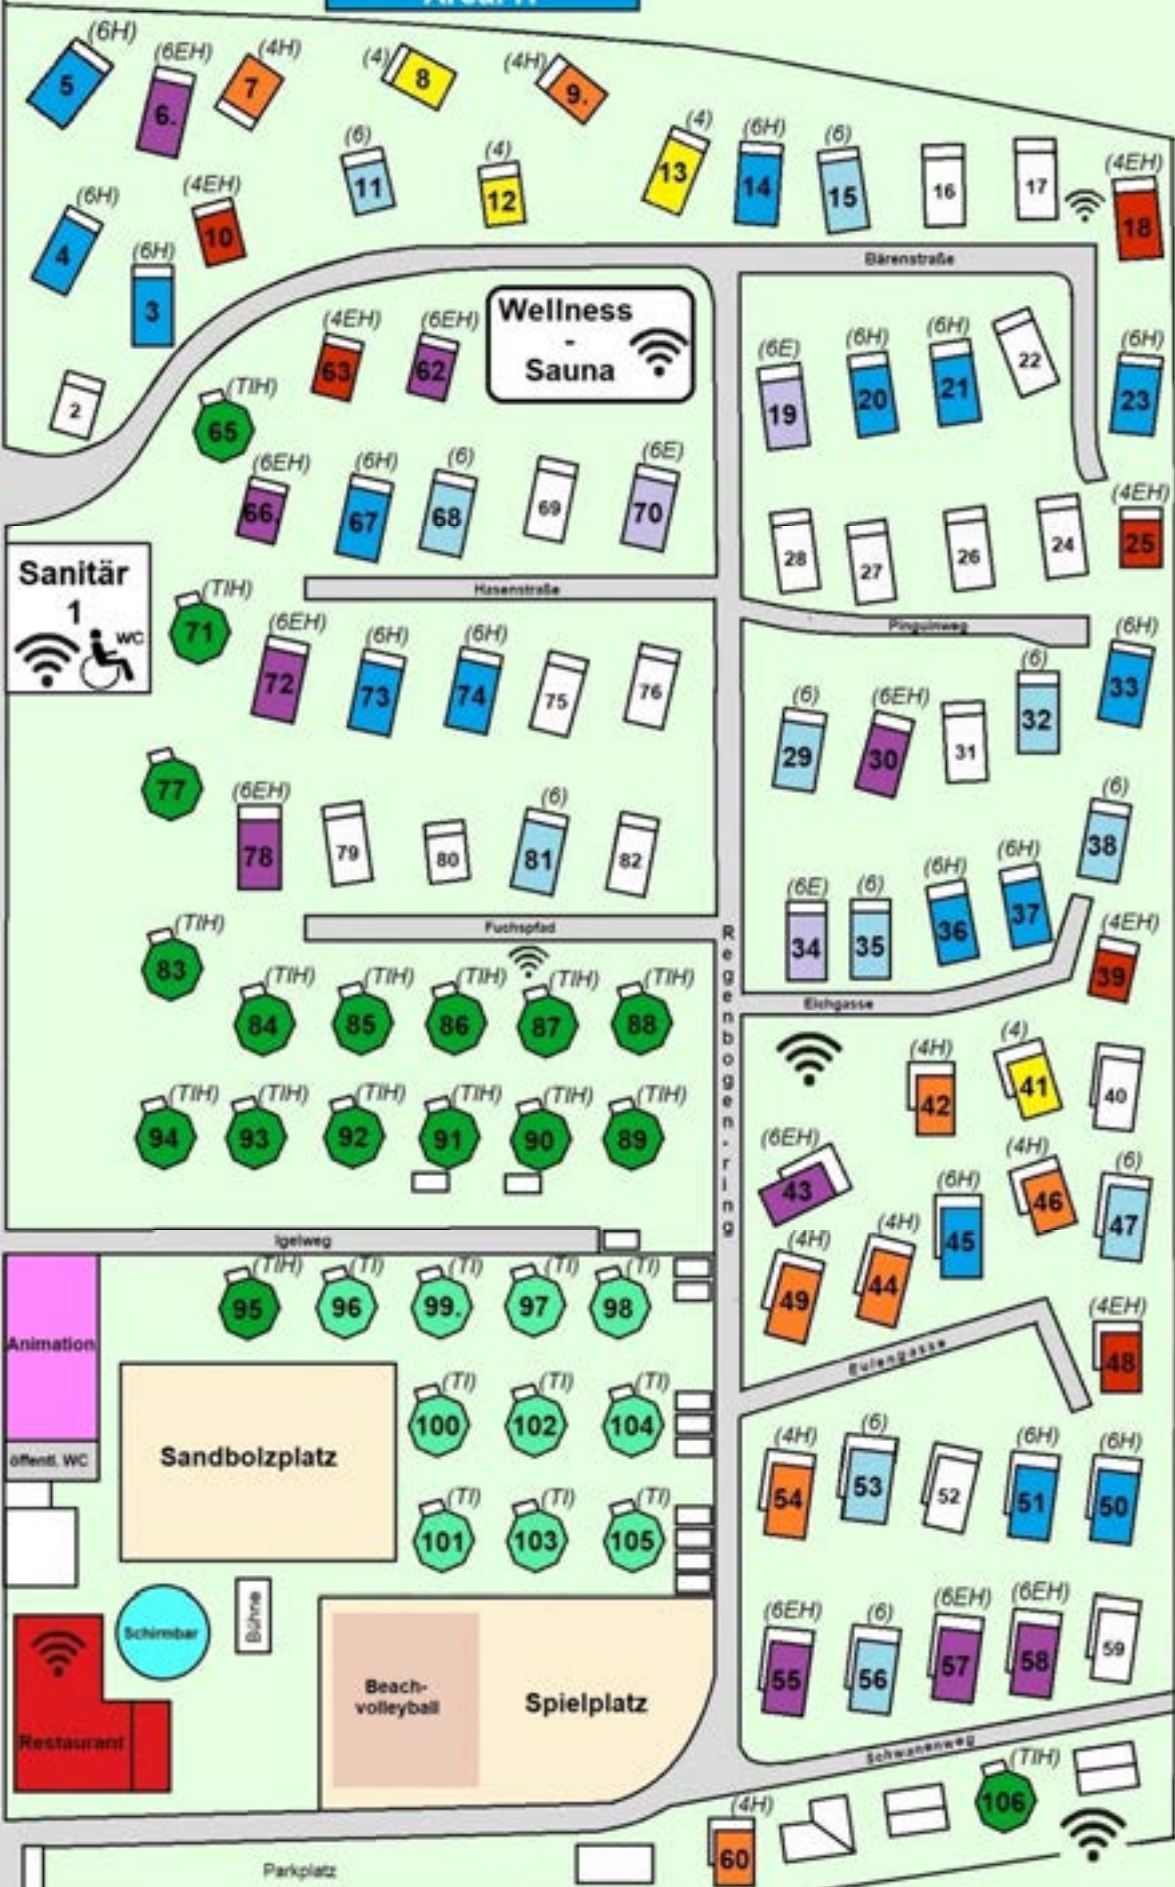 (6H)
5
(6EH)
6.
(4H)
7
(4)
8
(4H)
9.
(6)
11
(4)
12
(4)
13
(6H)
14
(6)
15
16
17
(4EH)
18
(6H)
4
(4EH)
10
(6H)
3
2
Bärenstraße
Wellness
-
Sauna
(4EH)
63
(6EH)
62
(TIH)
65
(6E)
19
(6H)
20
(6H)
21
22
(6H)
23
(6EH)
66.
(6H)
67
(6)
68
69
(6E)
70
28
27
26
24
(4EH)
25
Sanitär
1
WC
Hasenstraße
Pinguinweg
(TIH)
71
(6EH)
72
(6H)
73
(6H)
74
75
76
(6)
29
(6EH)
30
31
(6)
32
(6H)
33
77
(6EH)
78
79
80
(6)
81
82
(6E)
34
(6)
35
(6H)
36
(6H)
37
(6)
38
(4EH)
39
Fuchspfad
Regenbogen-ring
Eichgasse
(TIH)
83
(TIH)
84
(TIH)
85
(TIH)
86
(TIH)
87
(TIH)
88
(TIH)
94
(TIH)
93
(TIH)
92
(TIH)
91
(TIH)
90
(TIH)
89
(4H)
42
(4)
41
40
(6EH)
43
(6H)
45
(4H)
46
(6)
47
(4H)
49
(4H)
44
(4EH)
48
Igelweg
Eulengasse
Animation
öffentl. WC
(TIH)
95
(TI)
96
(TI)
99.
(TI)
97
(TI)
98
Sandbolzplatz
(TI)
100
(TI)
102
(TI)
104
(TI)
101
(TI)
103
(TI)
105
(4H)
54
(6)
53
52
(6H)
51
(6H)
50
(6EH)
55
(6)
56
(6EH)
57
(6EH)
58
59
Schirmbar
Bühne
Restaurant
Beach-
volleyball
Spielplatz
Schwanenweg
(TIH)
106
(4H)
60
Parkplatz